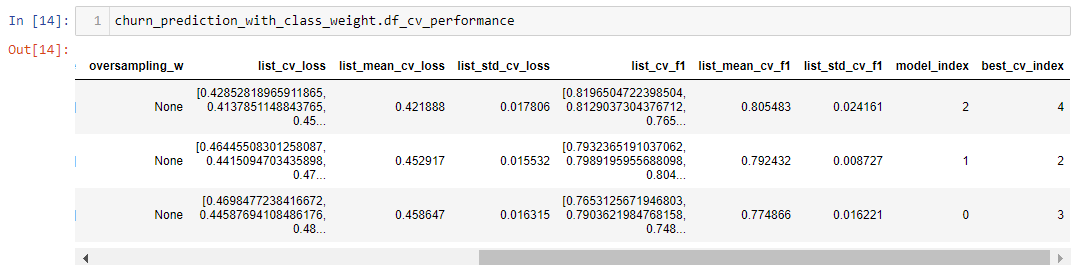 In [14]: 1 churn_prediction_with_class_weight.df_cv_performance
Out[14]:
oversampling_w list_cv_loss list_mean_cv_loss list_std_cv_loss list_cv_f1 list_mean_cv_f1 list_std_cv_f1 model_index best_cv_index
[0.42852818965911865, [0.8196504722398504,
None 0.4137851148843765, 0.421888 0.017806 0.8129037304376712, 0.805483 0.024161 2 4
0.45... 0.765...
[0.46445508301258087, [0.7932365191037062,
None 0.4415094703435898, 0.452917 0.015532 0.7989195955688098, 0.792432 0.008727 1 2
0.47... 0.804...
[0.4698477238416672, [0.7653125671946803,
None 0.44587694108486176, 0.458647 0.016315 0.7903621984768158, 0.774866 0.016221 0 3
0.48... 0.748...